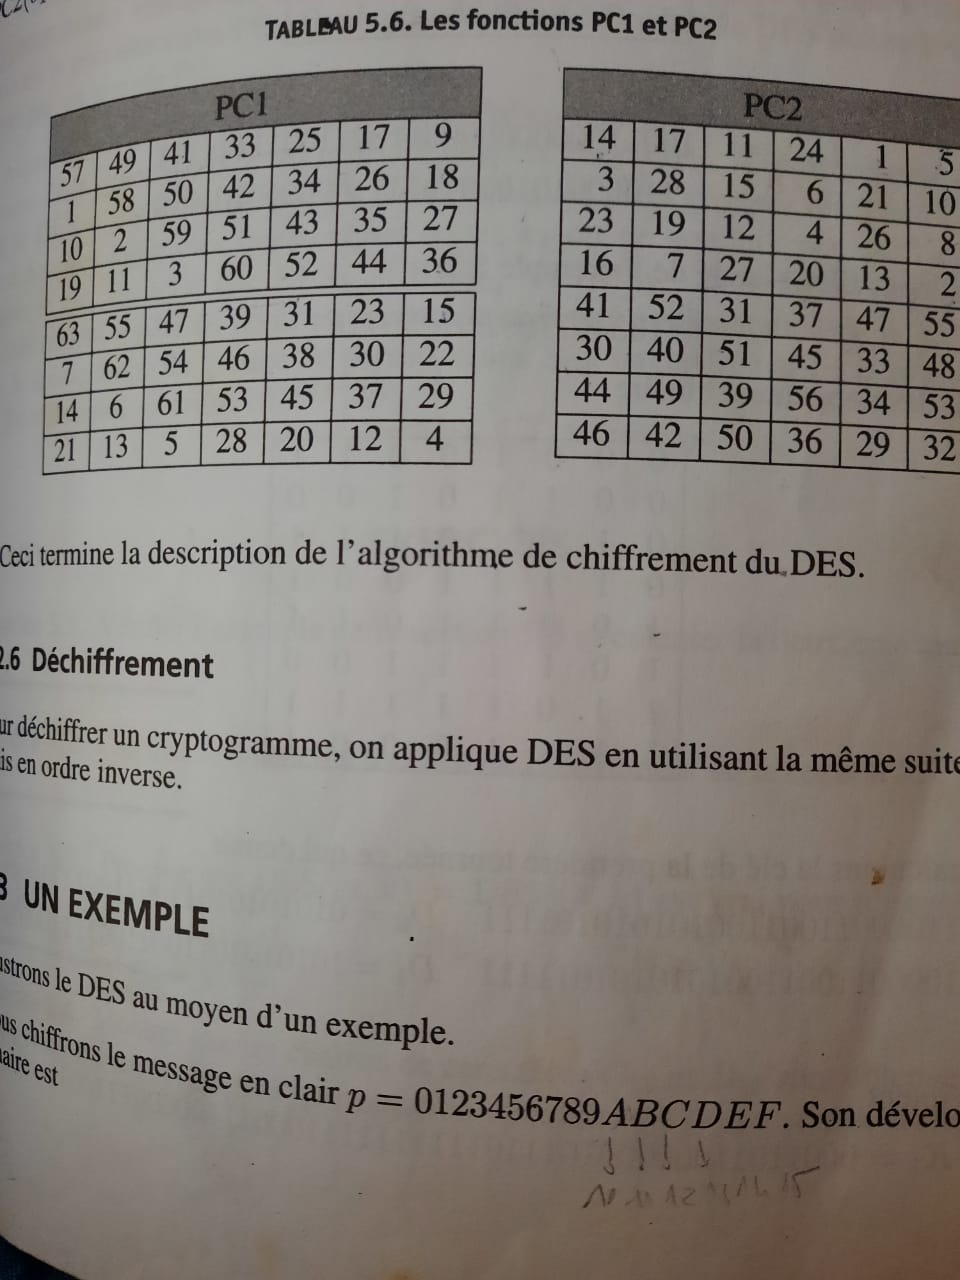 TABLEAU 5.6. Les fonctions PC1 et PC2
PC1
57 49 41 33 25 17 9
1 58 50 42 34 26 18
10 2 59 51 43 35 27
19 11 3 60 52 44 36
63 55 47 39 31 23 15
7 62 54 46 38 30 22
14 6 61 53 45 37 29
21 13 5 28 20 12 4
PC2
14 17 11 24 1 5
3 28 15 6 21 10
23 19 12 4 26 8
16 7 27 20 13 2
41 52 31 37 47 55
30 40 51 45 33 48
44 49 39 56 34 53
46 42 50 36 29 32
Ceci termine la description de l'algorithme de chiffrement du DES.
2.6 Déchiffrement
ur déchiffrer un cryptogramme, on applique DES en utilisant la même suite
is en ordre inverse.
3 UN EXEMPLE
ustrons le DES au moyen d'un exemple.
ous chiffrons le message en clair p = 0123456789ABCDEF. Son dévelo
naire est